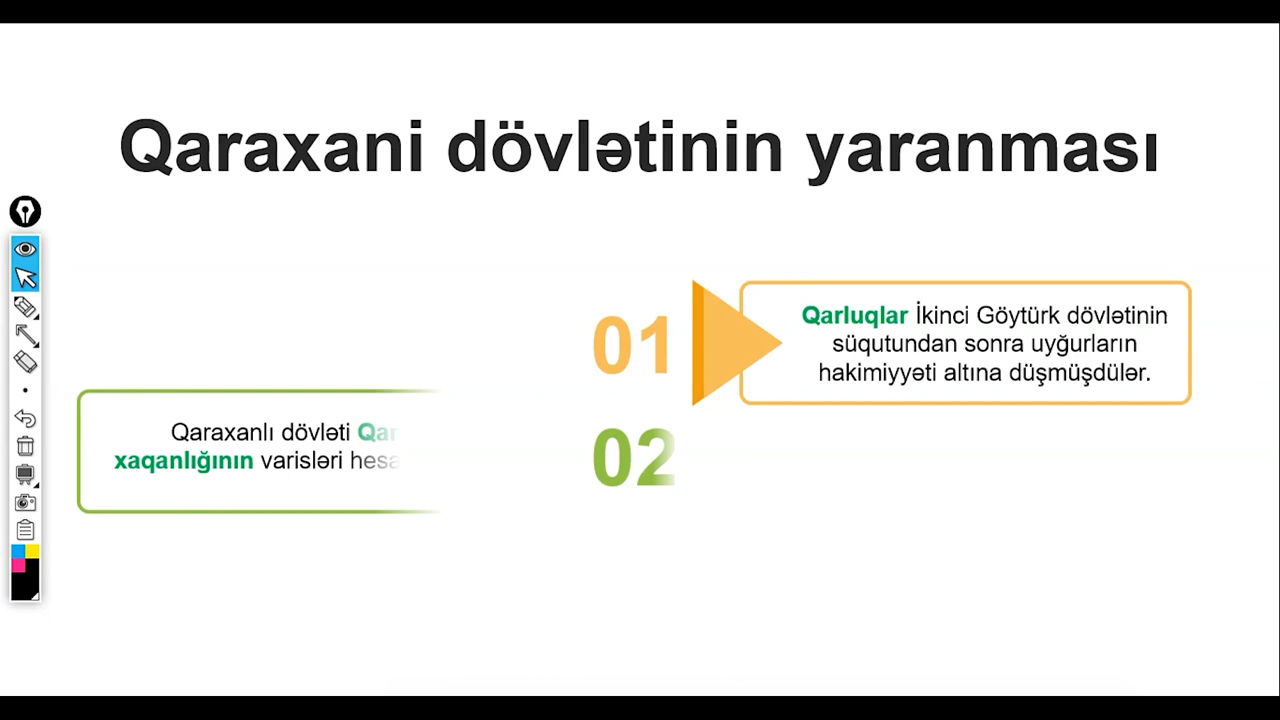 Qaraxani dövlətinin yaranması
01
Qarluqlar İkinci Göytürk dövlətinin
süqutundan sonra uyğurların
hakimiyyəti altına düşmüşdülər.
02
Qaraxanlı dövləti
xaqanlığının varisləri